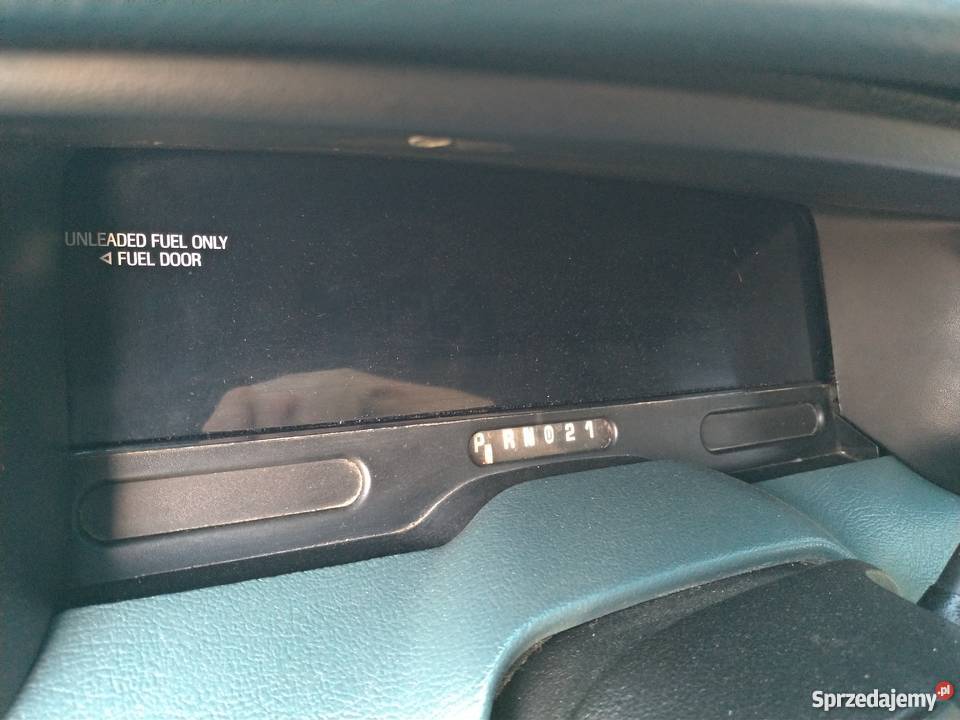 UNLEADED FUEL ONLY
◁ FUEL DOOR
P R N D 2 1
Sprzedajemy.pl